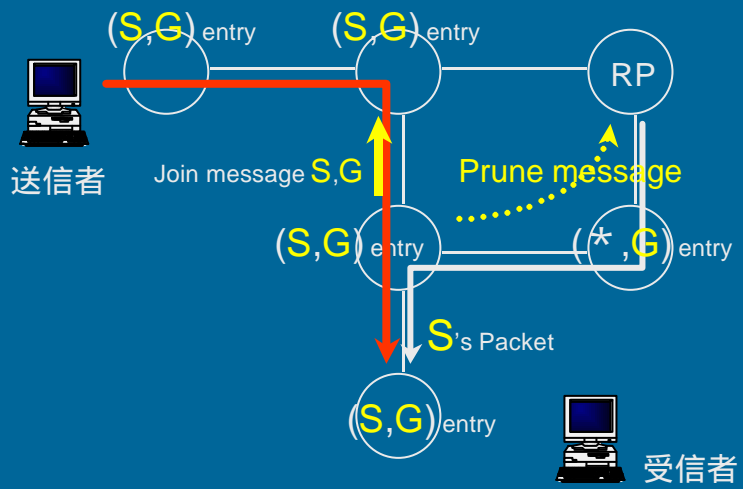 (S,G) entry
(S,G) entry
RP
送信者
Join message S,G
Prune message
(S,G) entry
(*,G) entry
S's Packet
(S,G) entry
受信者